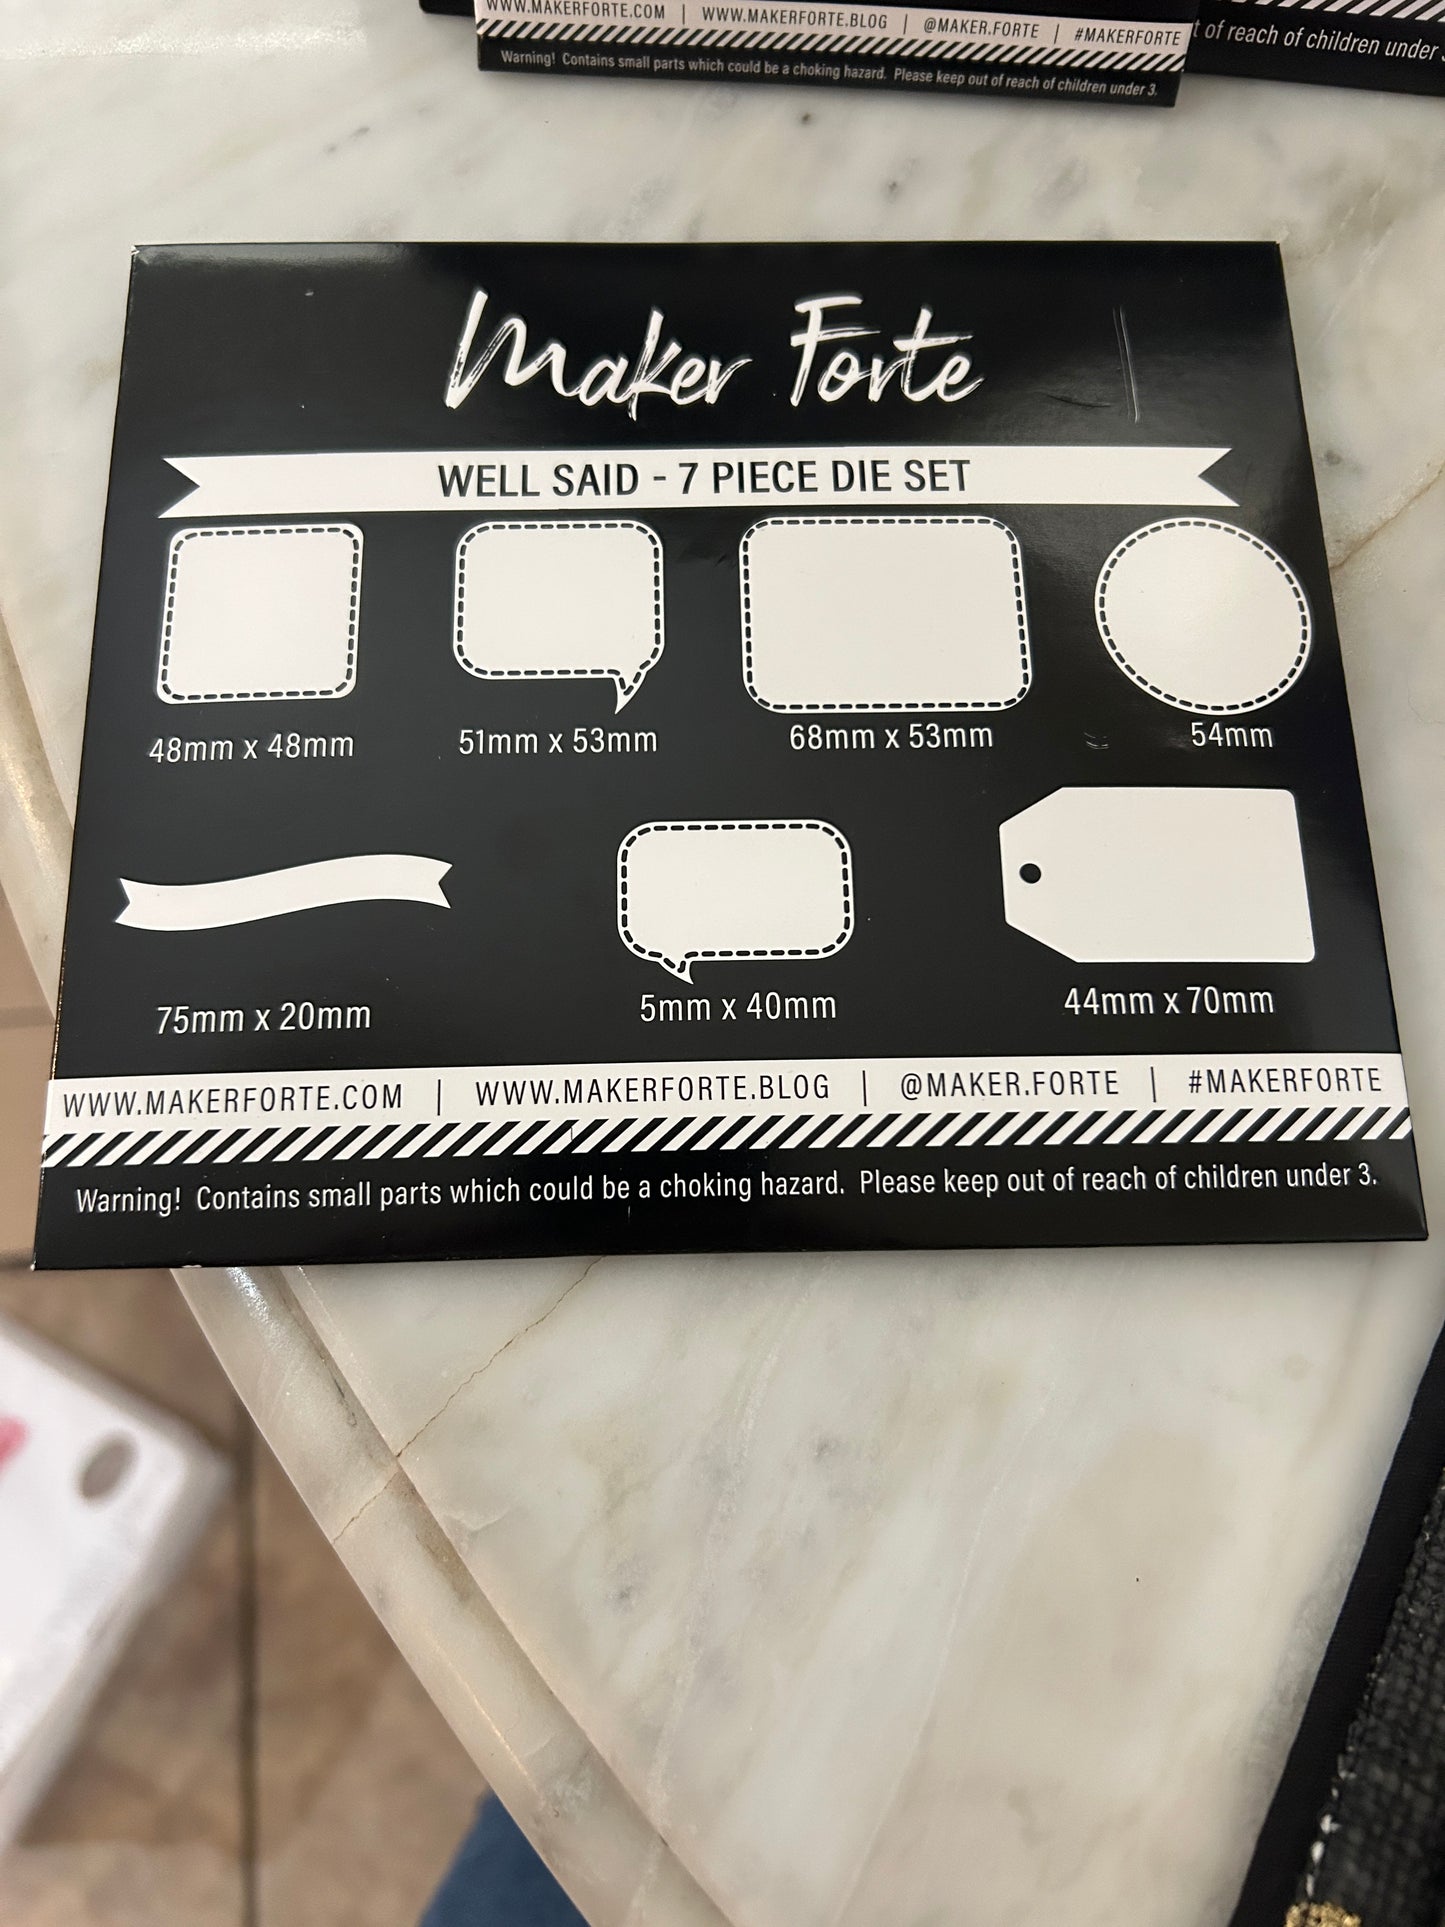 WWW.MAKERFORTE.COM | WWW.MAKERFORTE.BLOG | @MAKER.FORTE | #MAKERFORTE
Warning! Contains small parts which could be a choking hazard. Please keep out of reach of children under 3.
t of reach of children under
Maker Forte
WELL SAID - 7 PIECE DIE SET
48mm x 48mm
51mm x 53mm
68mm x 53mm
54mm
75mm x 20mm
5mm x 40mm
44mm x 70mm
WWW.MAKERFORTE.COM | WWW.MAKERFORTE.BLOG | @MAKER.FORTE | #MAKERFORTE
Warning! Contains small parts which could be a choking hazard. Please keep out of reach of children under 3.